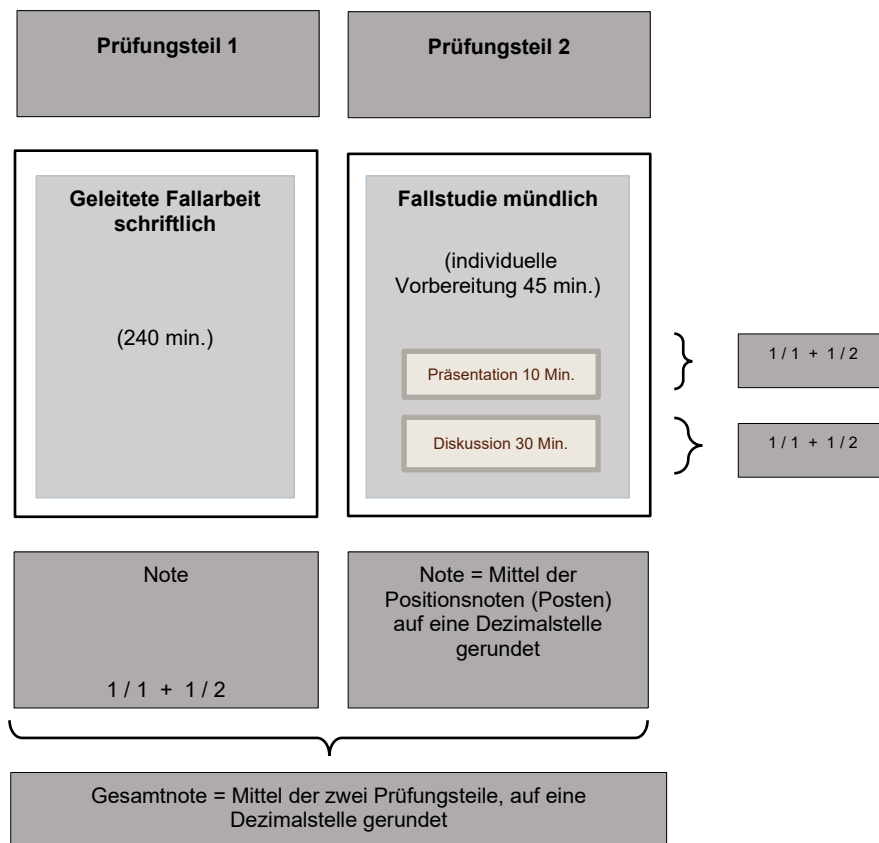 Prüfungsteil 1
Prüfungsteil 2
Geleitete Fallarbeit
schriftlich
(240 min.)
Fallstudie mündlich
(individuelle
Vorbereitung 45 min.)
Präsentation 10 Min.
Diskussion 30 Min.
1 / 1 + 1 / 2
1 / 1 + 1 / 2
Note
1 / 1 + 1 / 2
Note = Mittel der
Positionsnoten (Posten)
auf eine Dezimalstelle
gerundet
Gesamtnote = Mittel der zwei Prüfungsteile, auf eine
Dezimalstelle gerundet